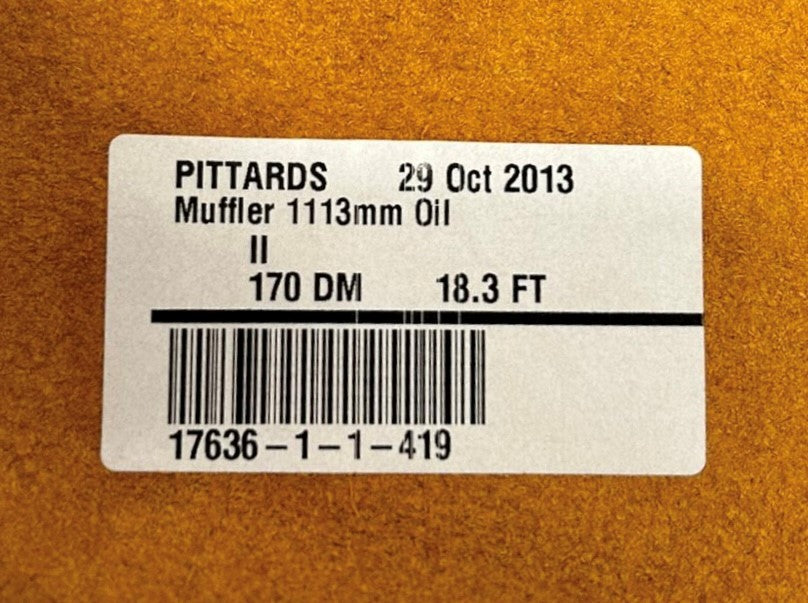 PITTARDS 29 Oct 2013
Muffler 1113mm Oil
II
170 DM 18.3 FT
17636-1-1-419